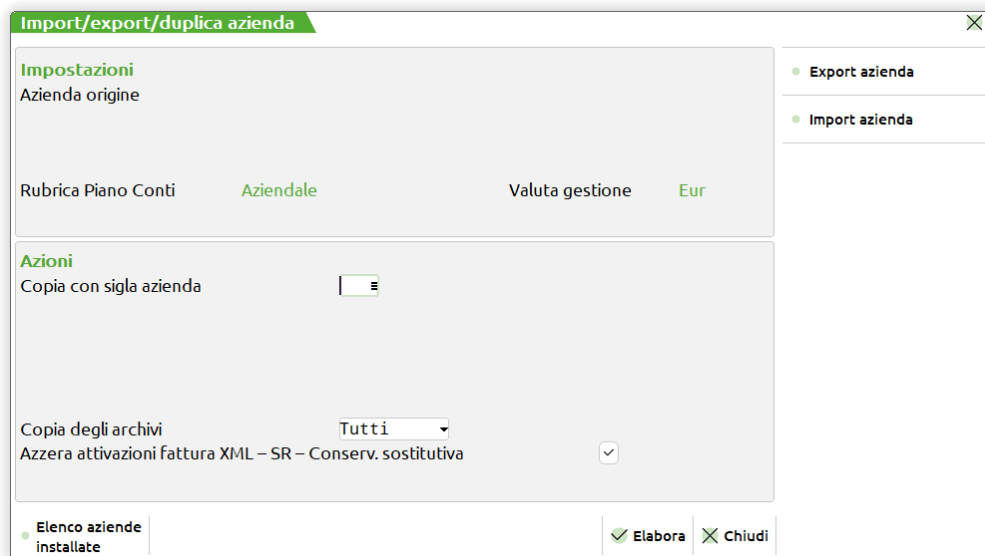 Import/export/duplica azienda
Impostazioni
Azienda origine
Rubrica Piano Conti Aziendale Valuta gestione Eur
Azioni
Copia con sigla azienda
Copia degli archivi Tutti
Azzera attivazioni fattura XML – SR – Conserv. sostitutiva
Export azienda
Import azienda
Elenco aziende
installate
Elabora Chiudi